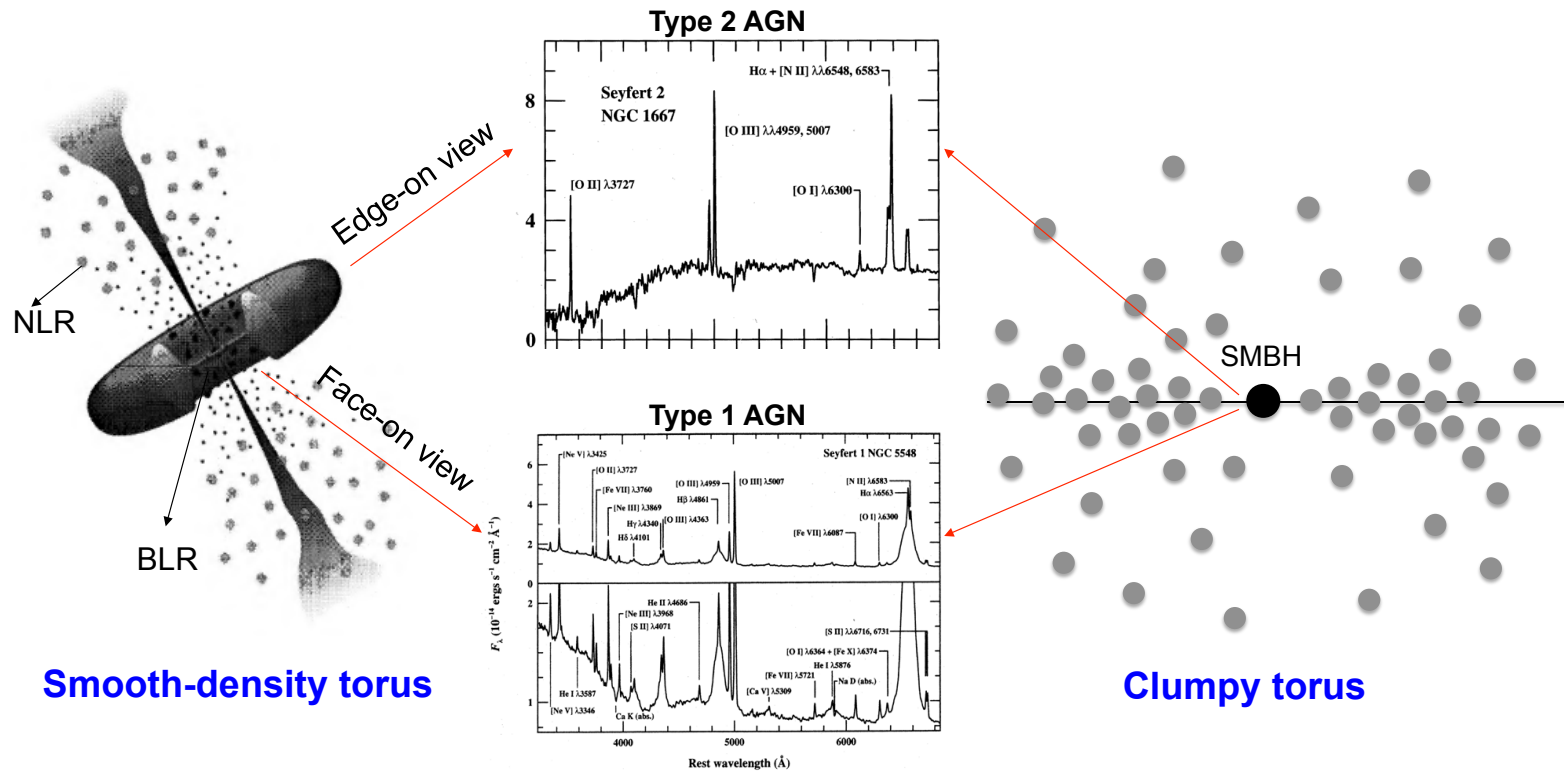 Type 2 AGN
8
4
0
Seyfert 2
NGC 1667
Hα + [N II] λλ6548, 6583
[O III] λλ4959, 5007
[O II] λ3727
[O I] λ6300
Edge-on view
NLR
Face-on view
BLR
Smooth-density torus
Type 1 AGN
Seyfert 1 NGC 5548
6
4
2
0
2
1
[Ne V] λ3425
[O II] λ3727
[Fe VII] λ3760
[Ne III] λ3869
Hγ λ4340
Hδ λ4101
[O III] λ4363
[O III] λ4959
Hβ λ4861
[O III] λ5007
[N II] λ6583
Hα λ6563
[O I] λ6300
[Fe VII] λ6087
He II λ4686
[Ne III] λ3968
[S II] λ4071
[S II] λλ6716, 6731
[O I] λ6364 + [Fe X] λ6374
He I λ5876
[Fe VII] λ5721
Na D (abs.)
[Ca V] λ5309
He I λ3587
[Ne V] λ3346
Ca K (abs.)
Fλ (10⁻¹⁴ ergs s⁻¹ cm⁻² Å⁻¹)
4000
5000
6000
Rest wavelength (Å)
SMBH
Clumpy torus